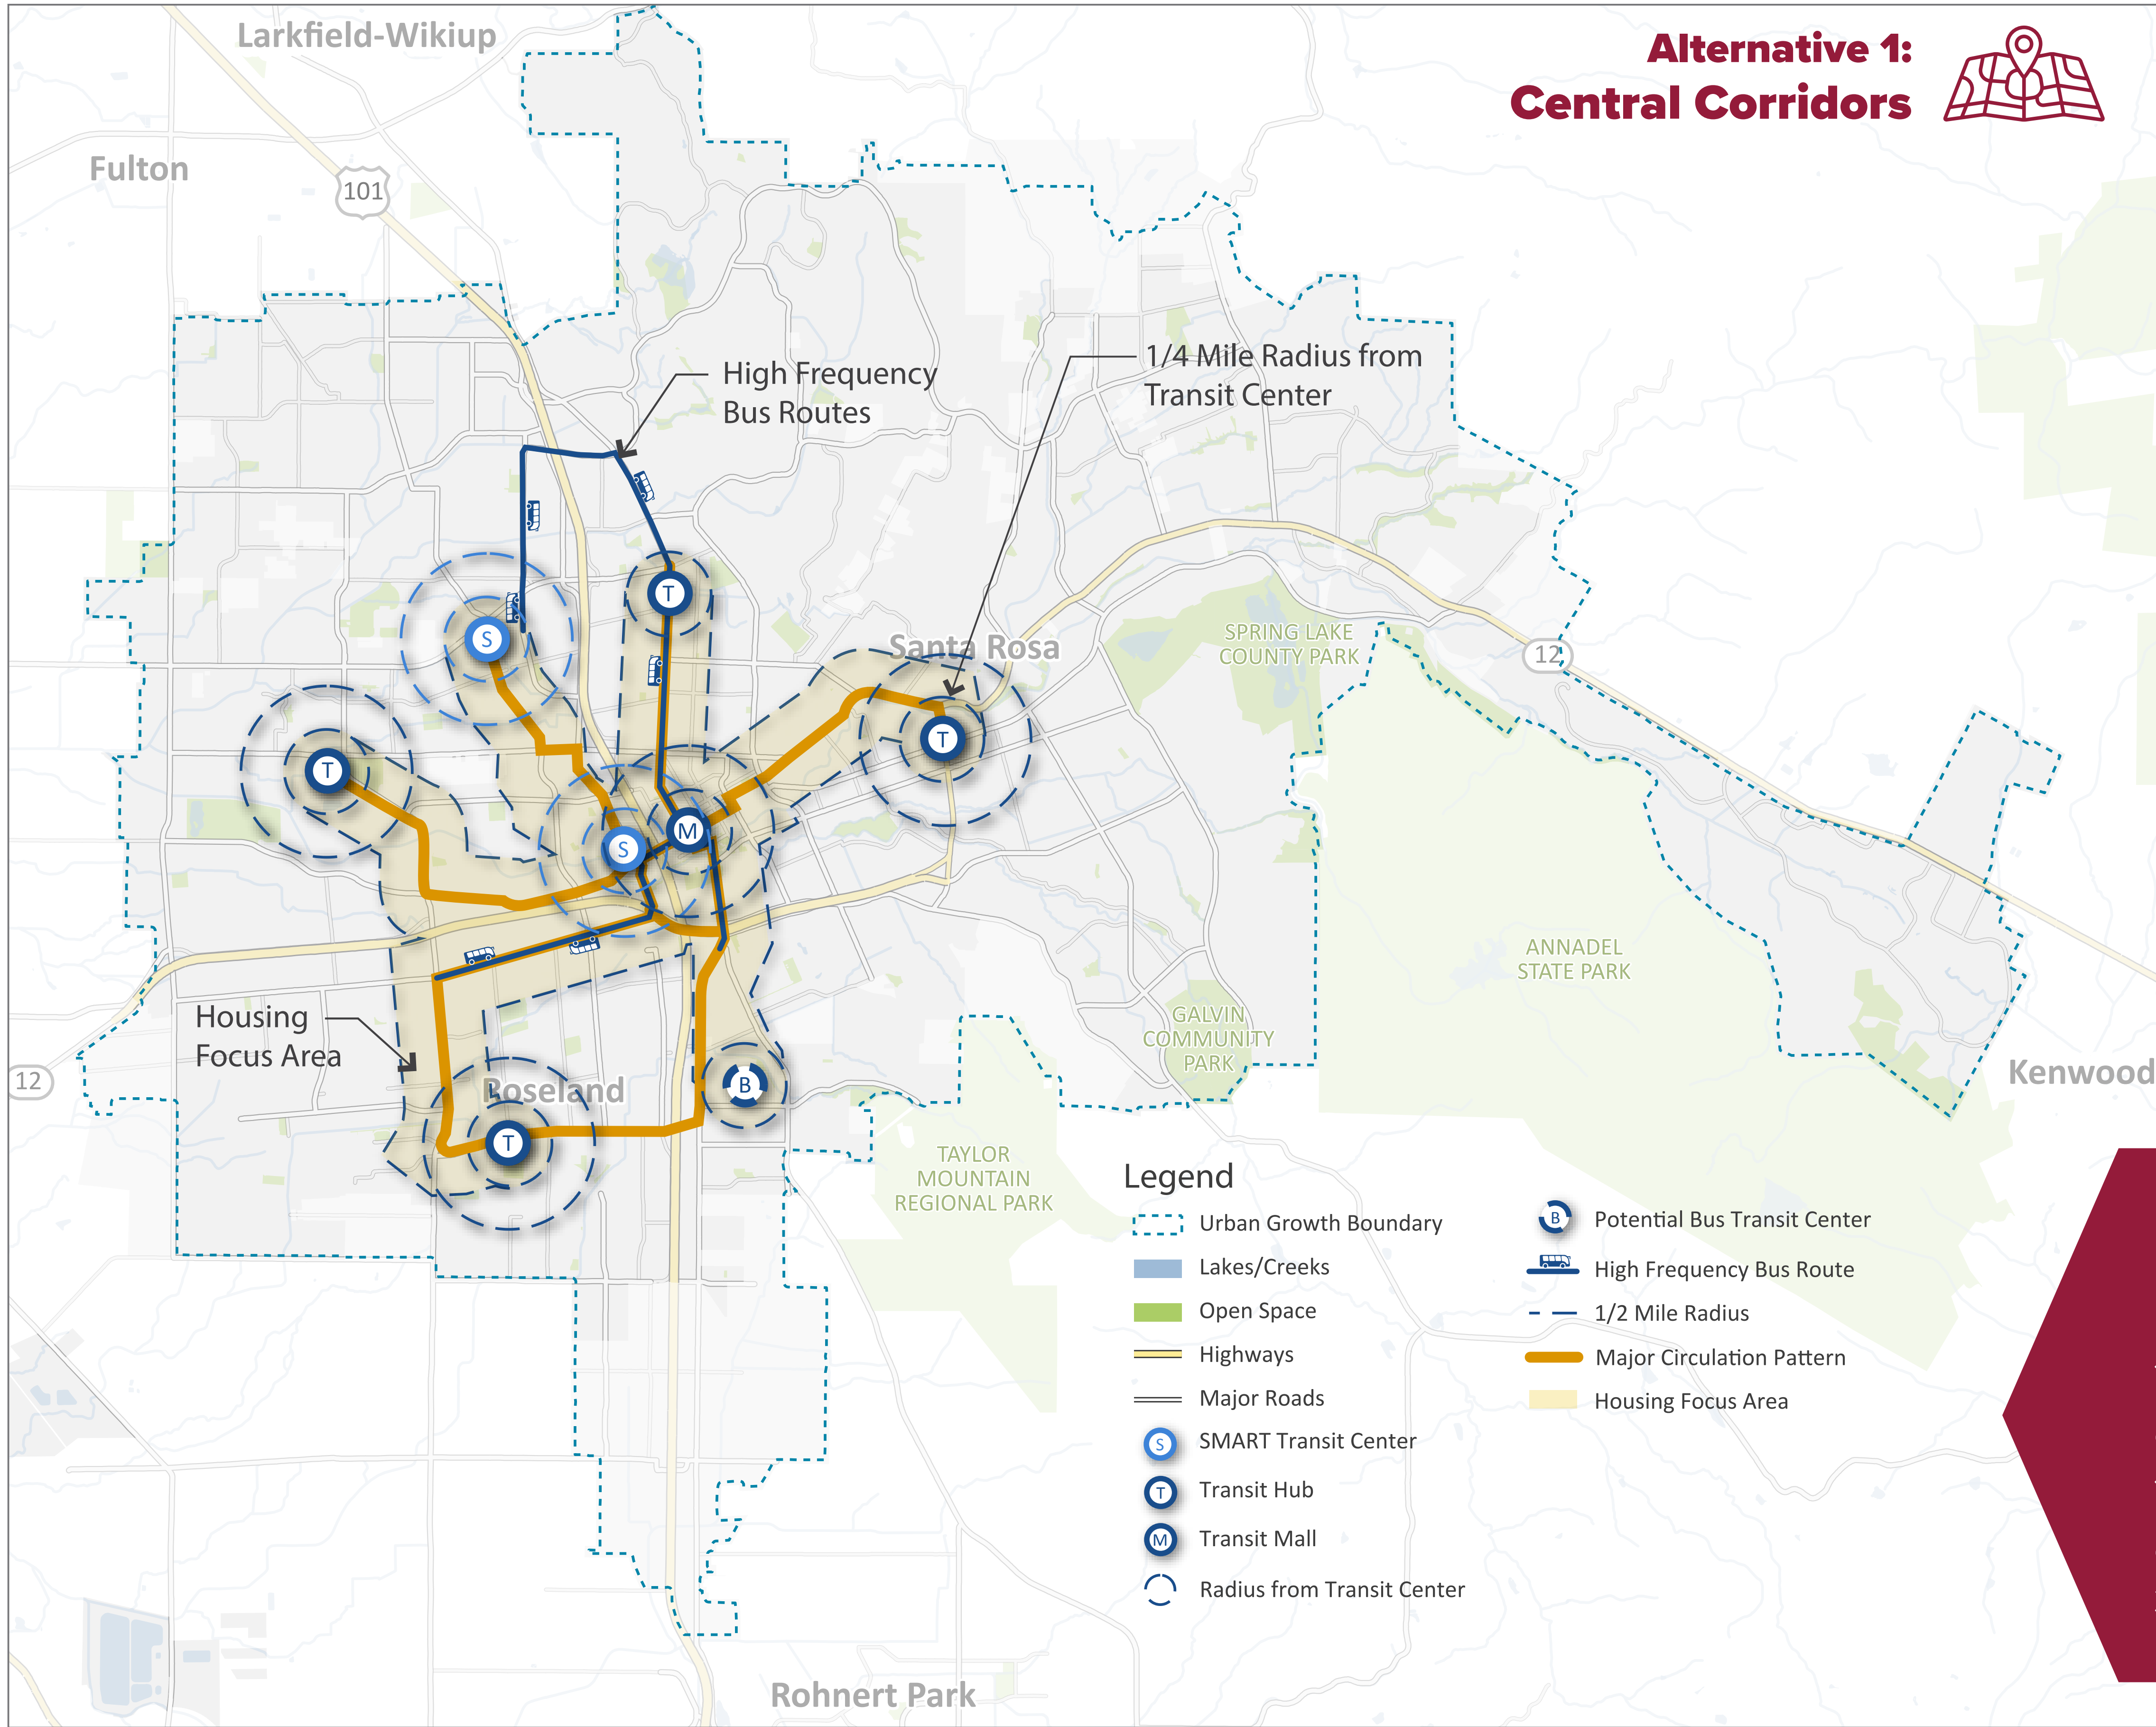 Alternative 1:
Central Corridors
Larkfield-Wikiup
Fulton
101
High Frequency
Bus Routes
1/4 Mile Radius from
Transit Center
T
S
Santa Rosa
SPRING LAKE
COUNTY PARK
12
T
T
M
S
ANNADEL
STATE PARK
Housing
Focus Area
GALVIN
COMMUNITY
PARK
12
Roseland
B
Kenwood
T
TAYLOR
MOUNTAIN
REGIONAL PARK
Legend
Urban Growth Boundary
Lakes/Creeks
Open Space
Highways
Major Roads
S SMART Transit Center
T Transit Hub
M Transit Mall
Radius from Transit Center
B Potential Bus Transit Center
High Frequency Bus Route
1/2 Mile Radius
Major Circulation Pattern
Housing Focus Area
Rohnert Park